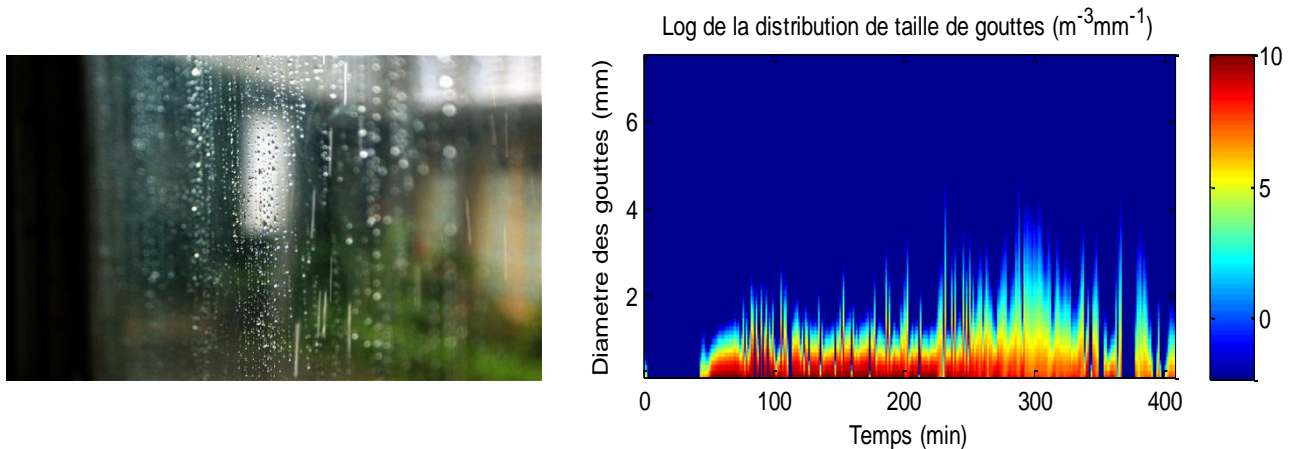 Log de la distribution de taille de gouttes (m-3mm-1)
Diametre des gouttes (mm)
6
4
2
0 100 200 300 400
Temps (min)
10
5
0